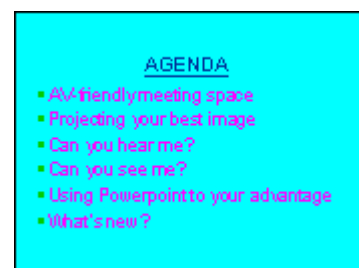 AGENDA
AV-friendly meeting space
Projecting your best image
Can you hear me?
Can you see me?
Using Powerpoint to your advantage
What's new?